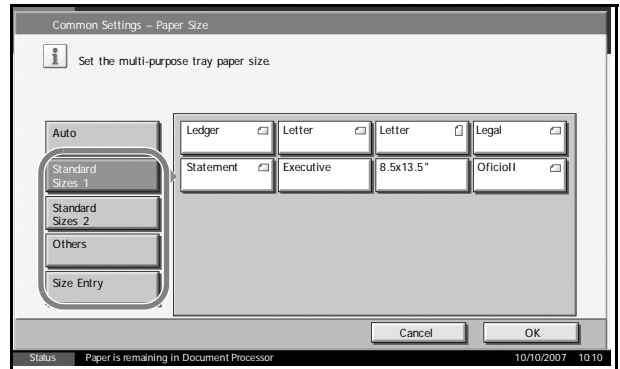 Common Settings – Paper Size
Set the multi-purpose tray paper size.
Auto
Standard
Sizes 1
Standard
Sizes 2
Others
Size Entry
Ledger Letter Letter Legal
Statement Executive 8.5x13.5" OficioII
Cancel OK
Status Paper is remaining in Document Processor 10/10/2007 10:10